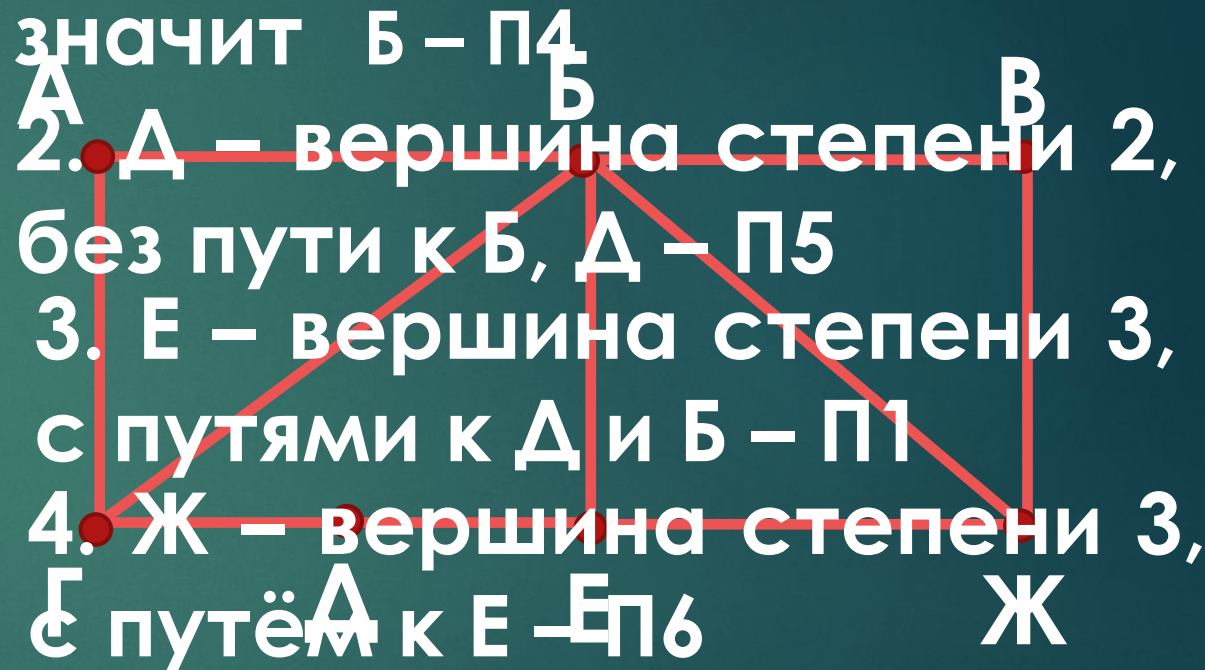 значит Б – П4
А Б В
2. Д – вершина степени 2,
без пути к Б, Д – П5
3. Е – вершина степени 3,
с путями к Д и Б – П1
4. Ж – вершина степени 3,
с путём к Е – П6
Г Д Е Ж